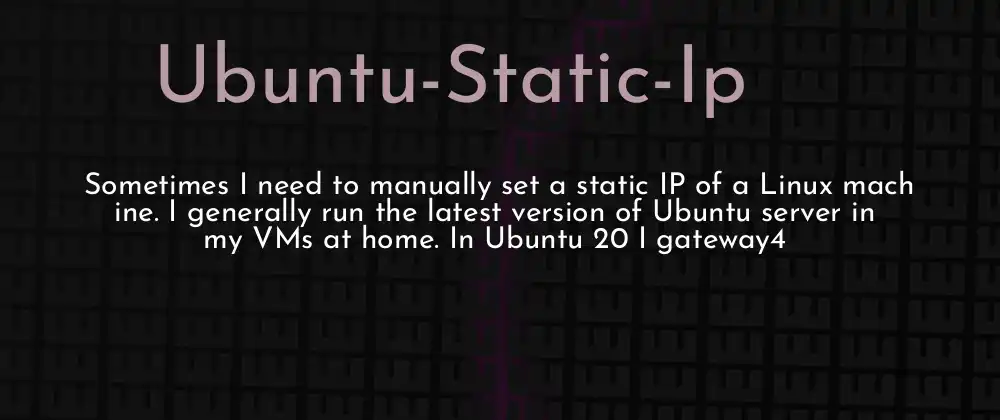 Ubuntu-Static-Ip
Sometimes I need to manually set a static IP of a Linux mach
ine. I generally run the latest version of Ubuntu server in
my VMs at home. In Ubuntu 20 I gateway4